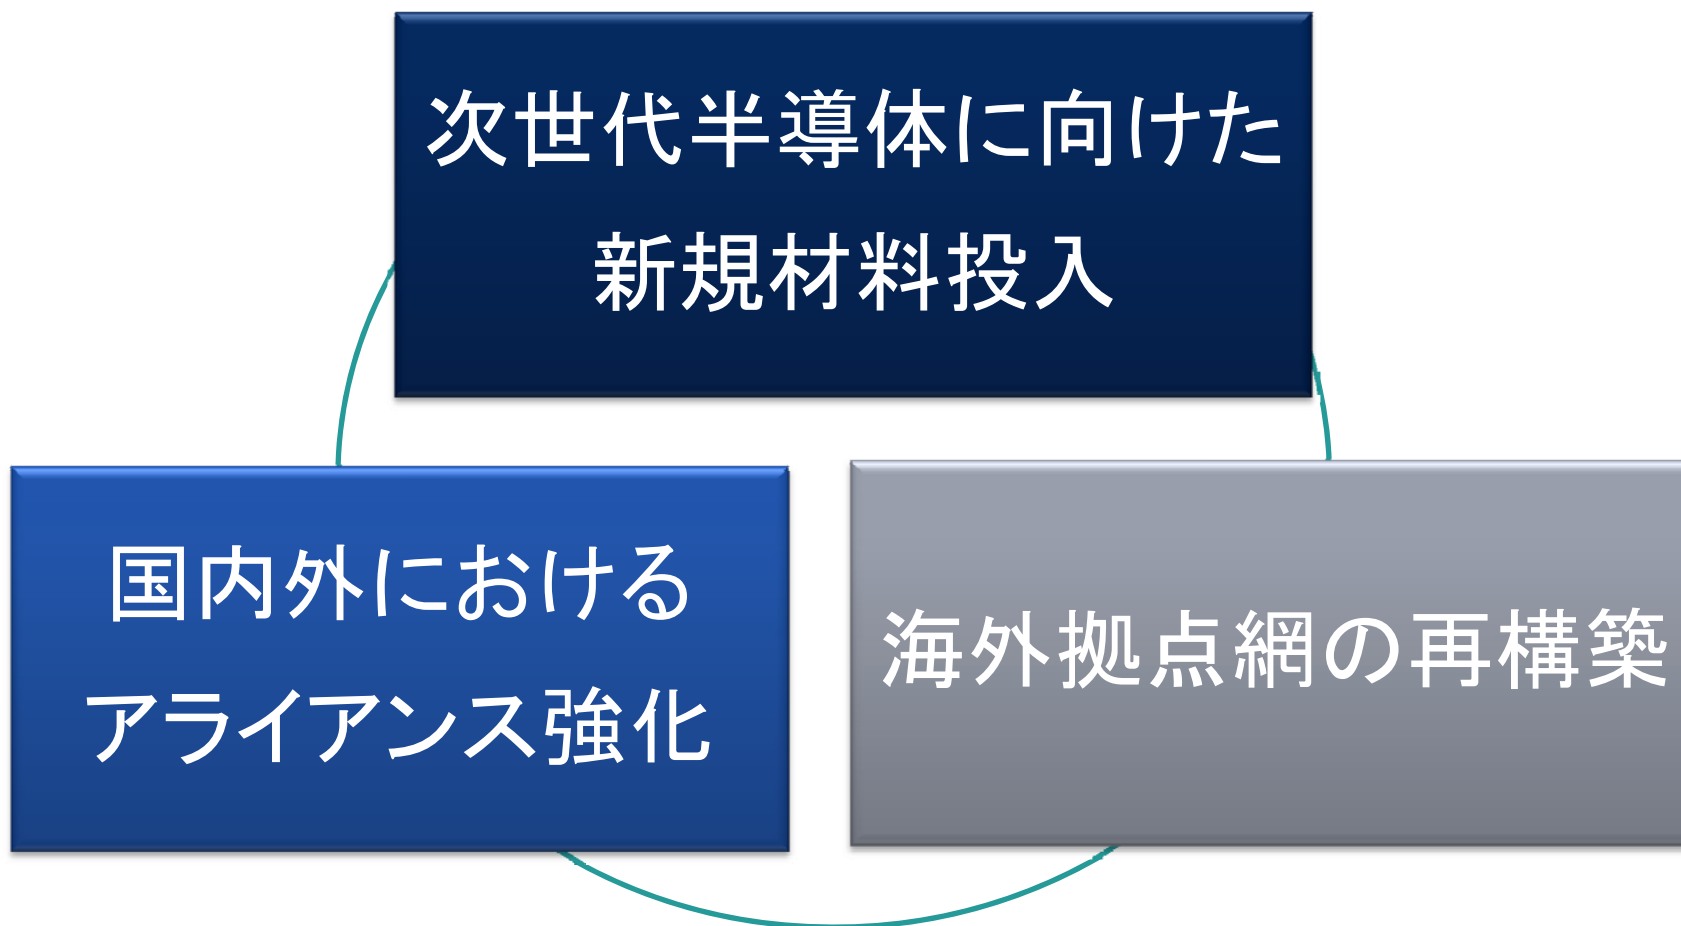 次世代半導体に向けた
新規材料投入
国内外における
アライアンス強化
海外拠点網の再構築